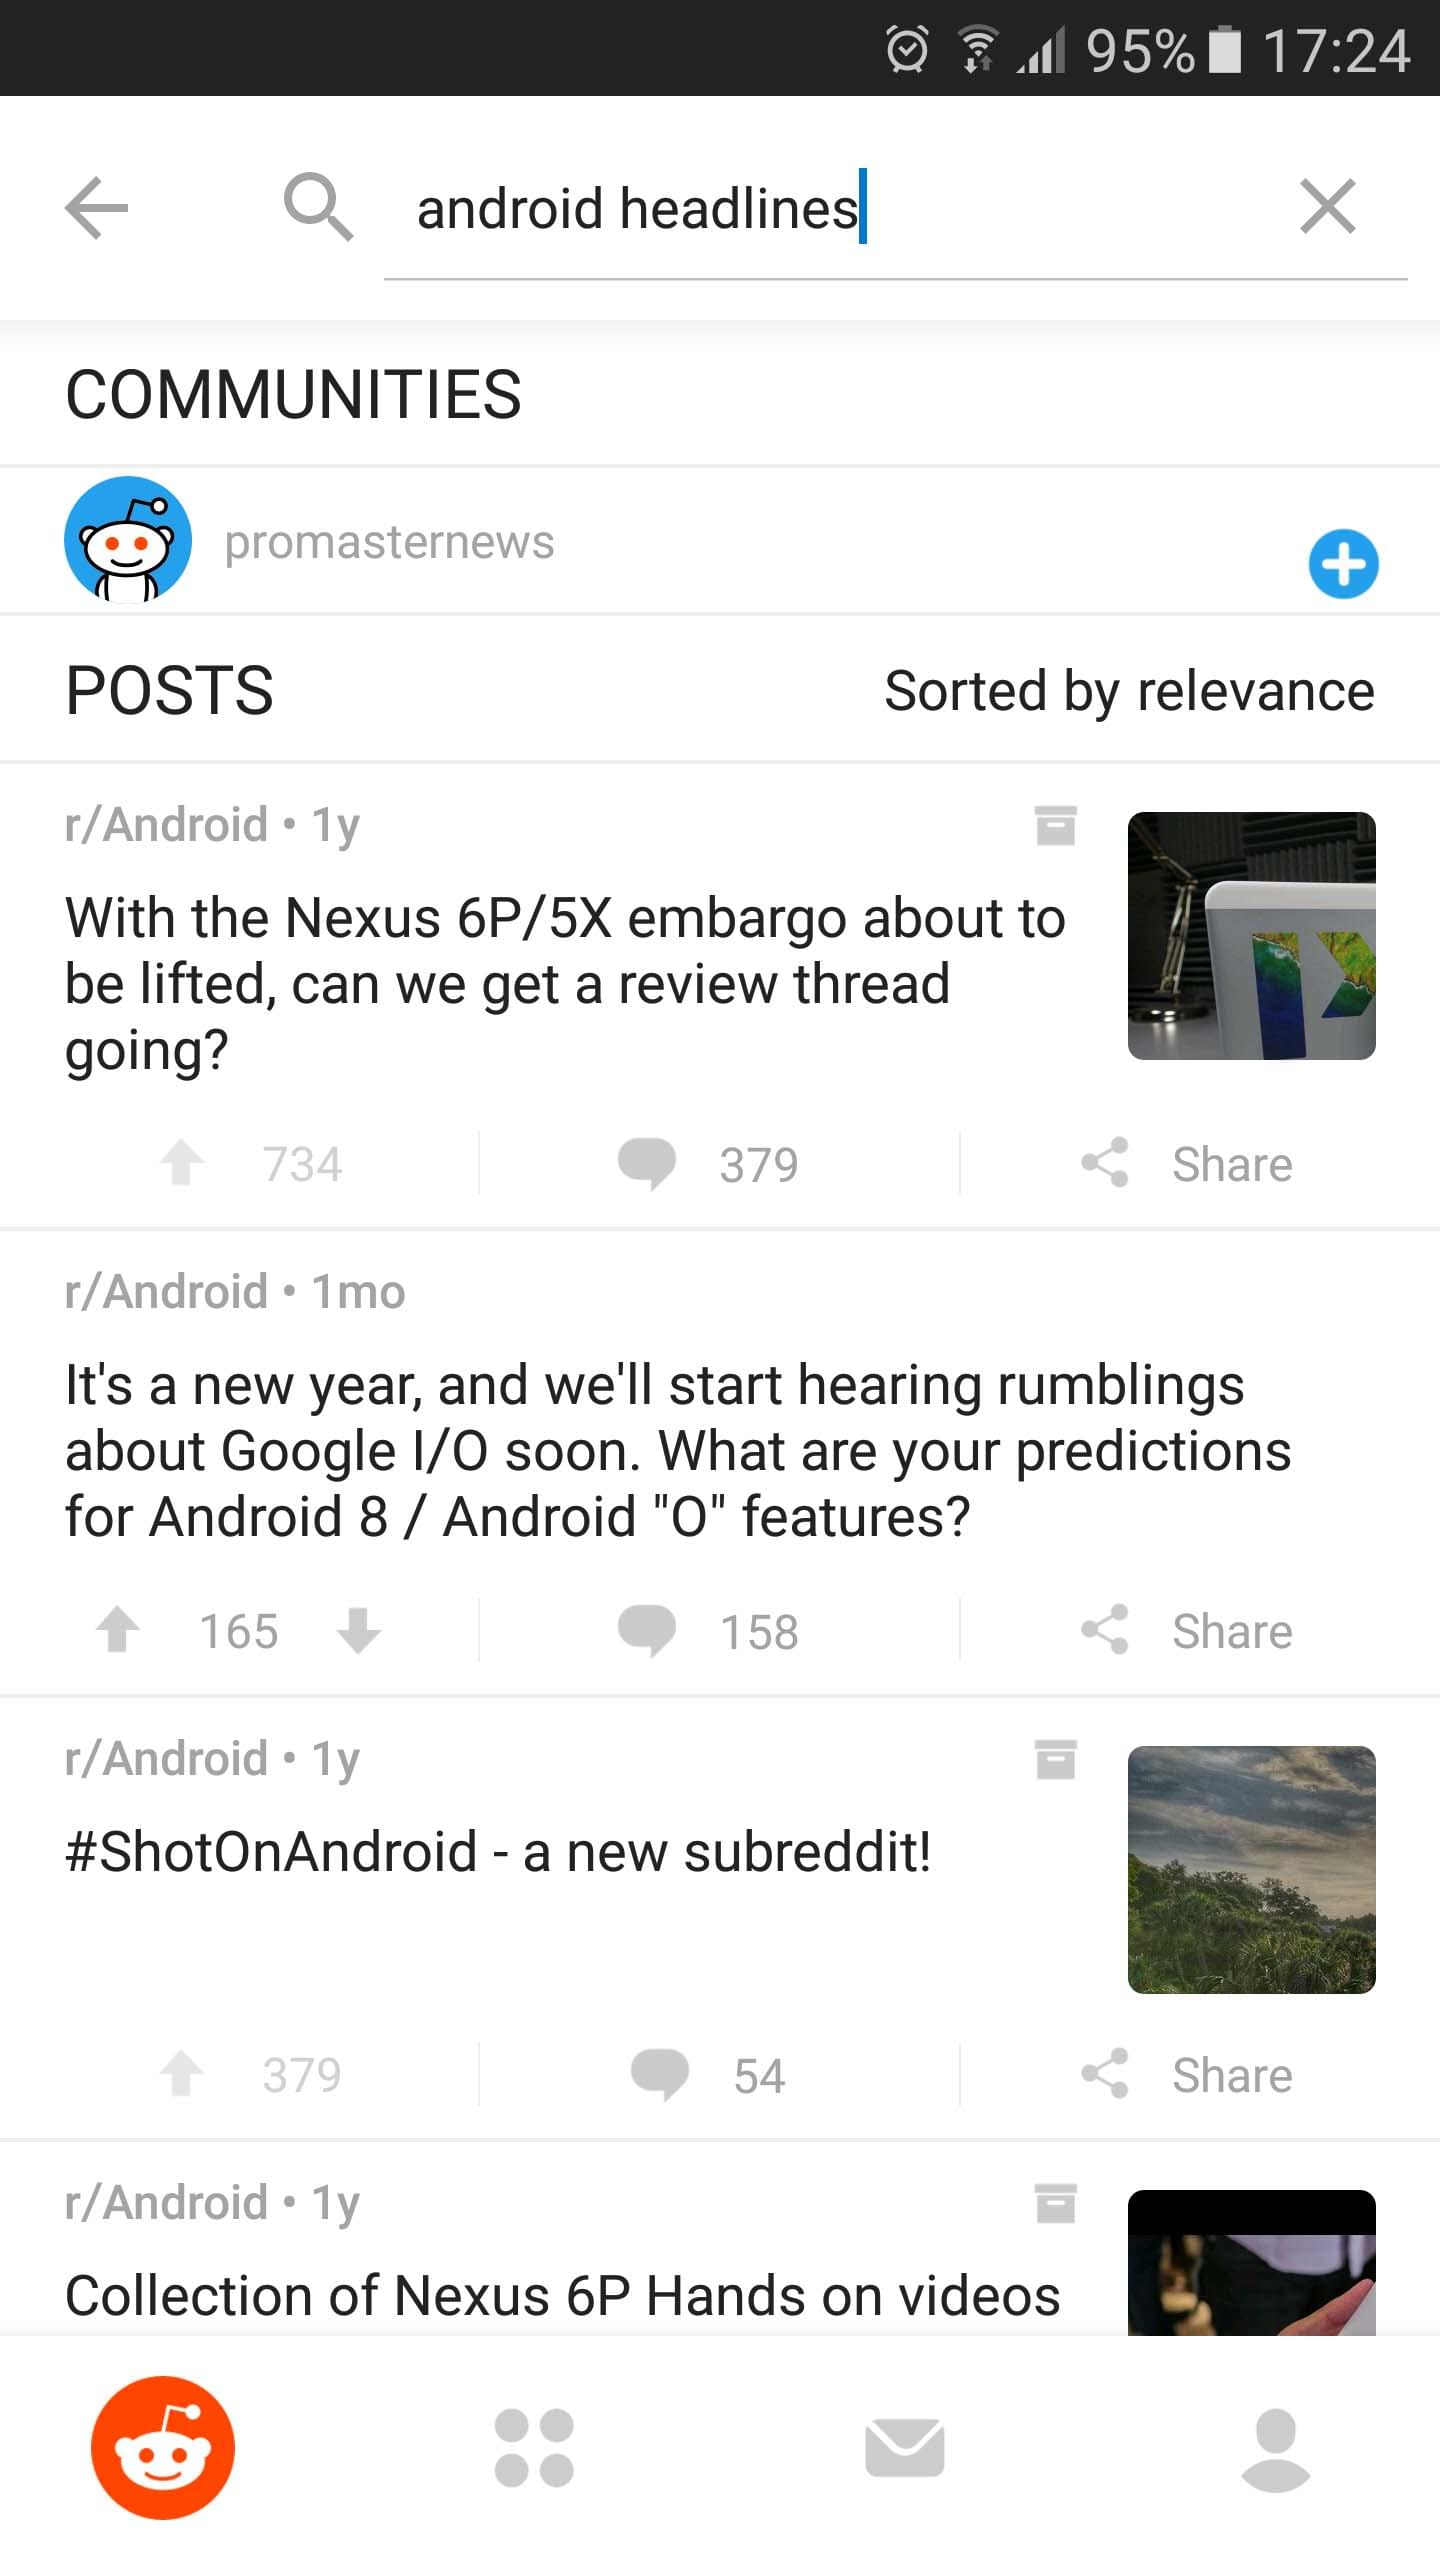 95% 17:24
android headlines
COMMUNITIES
promasternews
POSTS Sorted by relevance
r/Android • 1y
With the Nexus 6P/5X embargo about to
be lifted, can we get a review thread
going?
734 379 Share
r/Android • 1mo
It's a new year, and we'll start hearing rumblings
about Google I/O soon. What are your predictions
for Android 8 / Android "O" features?
165 158 Share
r/Android • 1y
#ShotOnAndroid - a new subreddit!
379 54 Share
r/Android • 1y
Collection of Nexus 6P Hands on videos